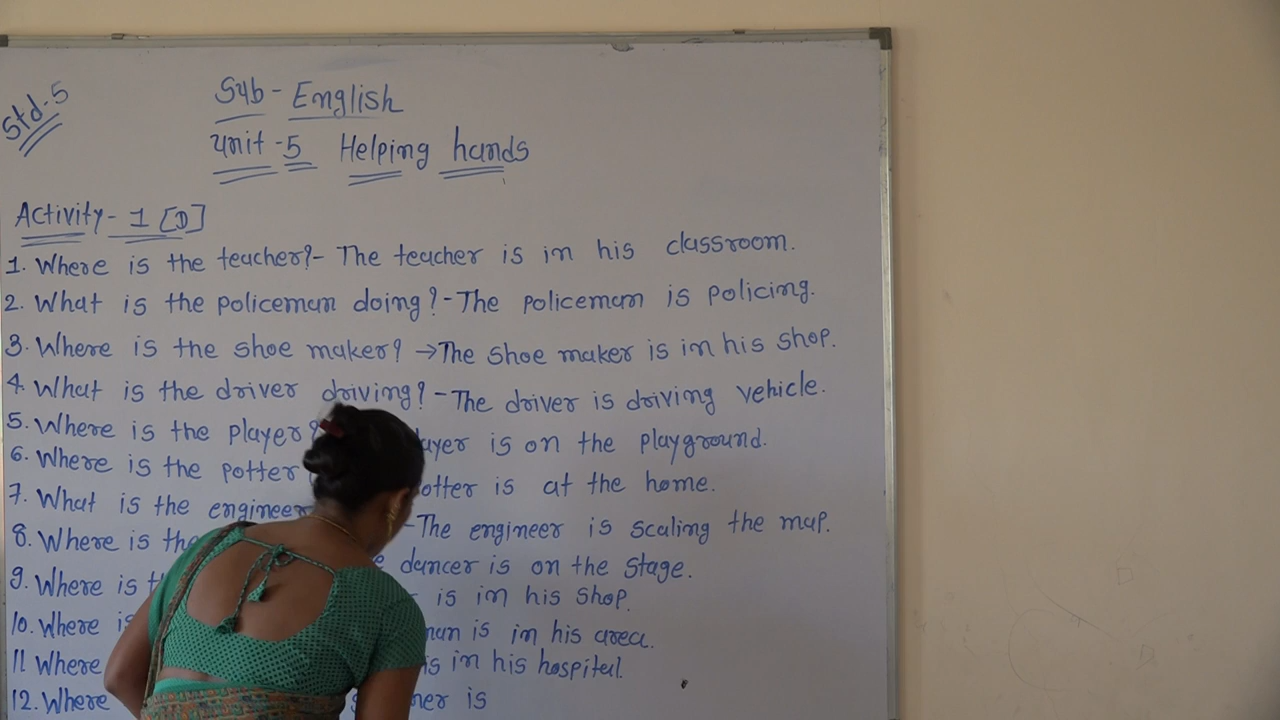 Std-5
Sub - English
Unit-5 Helping hands
Activity- 1 [D]
1. Where is the teacher?- The teacher is in his classroom.
2. What is the policeman doing?-The policeman is policing.
3. Where is the shoe maker? →The shoe maker is in his shop.
4. What is the driver driving?-The driver is driving vehicle.
5. Where is the player? is on the playground.
6. Where is the potter is at the home.
7. What is the engineer -The engineer is scaling the map.
8. Where is the dancer is on the stage.
9. Where is is in his shop.
10. Where is is in his area.
11 Where is in his hospital.
12. Where is